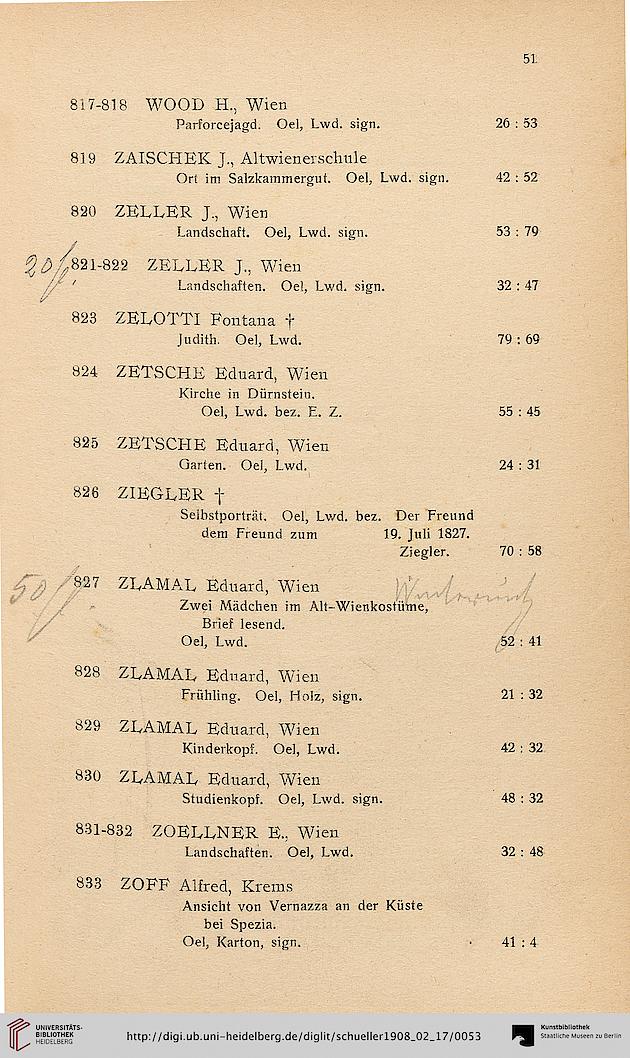 51
817-818 WOOD H., Wien
Parforcejagd. Oel, Lwd. sign. 26 : 53
819 ZAISCHEK J., Altwienerschule
Ort im Salzkammergut. Oel, Lwd. sign. 42 : 52
820 ZELLER J., Wien
Landschaft. Oel, Lwd. sign. 53 : 79
20 821-822 ZELLER J., Wien
Landschaften. Oel, Lwd. sign. 32 : 47
823 ZELOTTI Fontana †
Judith. Oel, Lwd. 79 : 69
824 ZETSCHE Eduard, Wien
Kirche in Dürnstein.
Oel, Lwd. bez. E. Z. 55 : 45
825 ZETSCHE Eduard, Wien
Garten. Oel, Lwd. 24 : 31
826 ZIEGLER †
Selbstporträt. Oel, Lwd. bez. Der Freund
dem Freund zum 19. Juli 1827.
Ziegler. 70 : 58
50 827 ZLAMAL Eduard, Wien
Zwei Mädchen im Alt-Wienkostüme,
Brief lesend.
Oel, Lwd. 52 : 41
828 ZLAMAL Eduard, Wien
Frühling. Oel, Holz, sign. 21 : 32
829 ZLAMAL Eduard, Wien
Kinderkopf. Oel, Lwd. 42 : 32
830 ZLAMAL Eduard, Wien
Studienkopf. Oel, Lwd. sign. 48 : 32
831-832 ZOELLNER E., Wien
Landschaften. Oel, Lwd. 32 : 48
833 ZOFF Alfred, Krems
Ansicht von Vernazza an der Küste
bei Spezia.
Oel, Karton, sign. 41 : 4
UNIVERSITÄTS-
BIBLIOTHEK
HEIDELBERG
http://digi.ub.uni-heidelberg.de/diglit/schueller1908_02_17/0053
Kunstbibliothek
Staatliche Museen zu Berlin